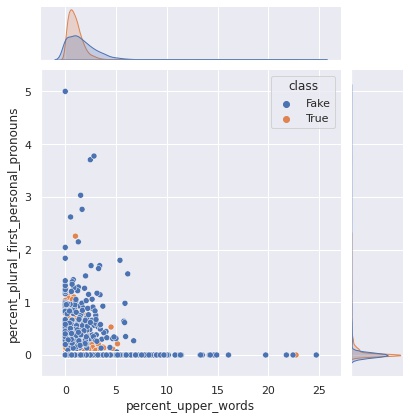 class
Fake
True
5
4
3
2
1
0
percent_plural_first_personal_pronouns
0 5 10 15 20 25
percent_upper_words